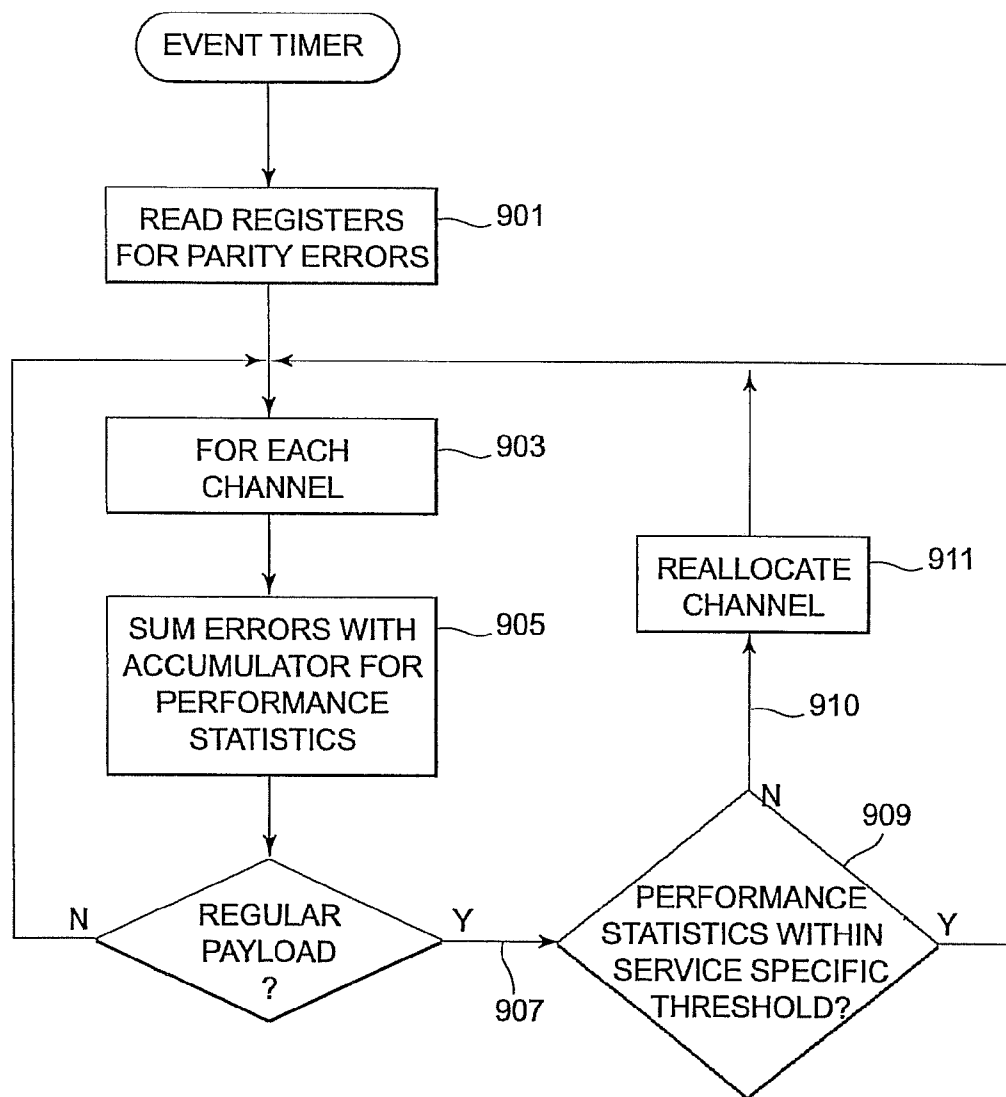 EVENT TIMER
READ REGISTERS
FOR PARITY ERRORS
901
FOR EACH
CHANNEL
903
SUM ERRORS WITH
ACCUMULATOR FOR
PERFORMANCE
STATISTICS
905
REALLOCATE
CHANNEL
911
910
N
REGULAR
PAYLOAD
?
Y
907
N
909
PERFORMANCE
STATISTICS WITHIN
SERVICE SPECIFIC
THRESHOLD?
Y